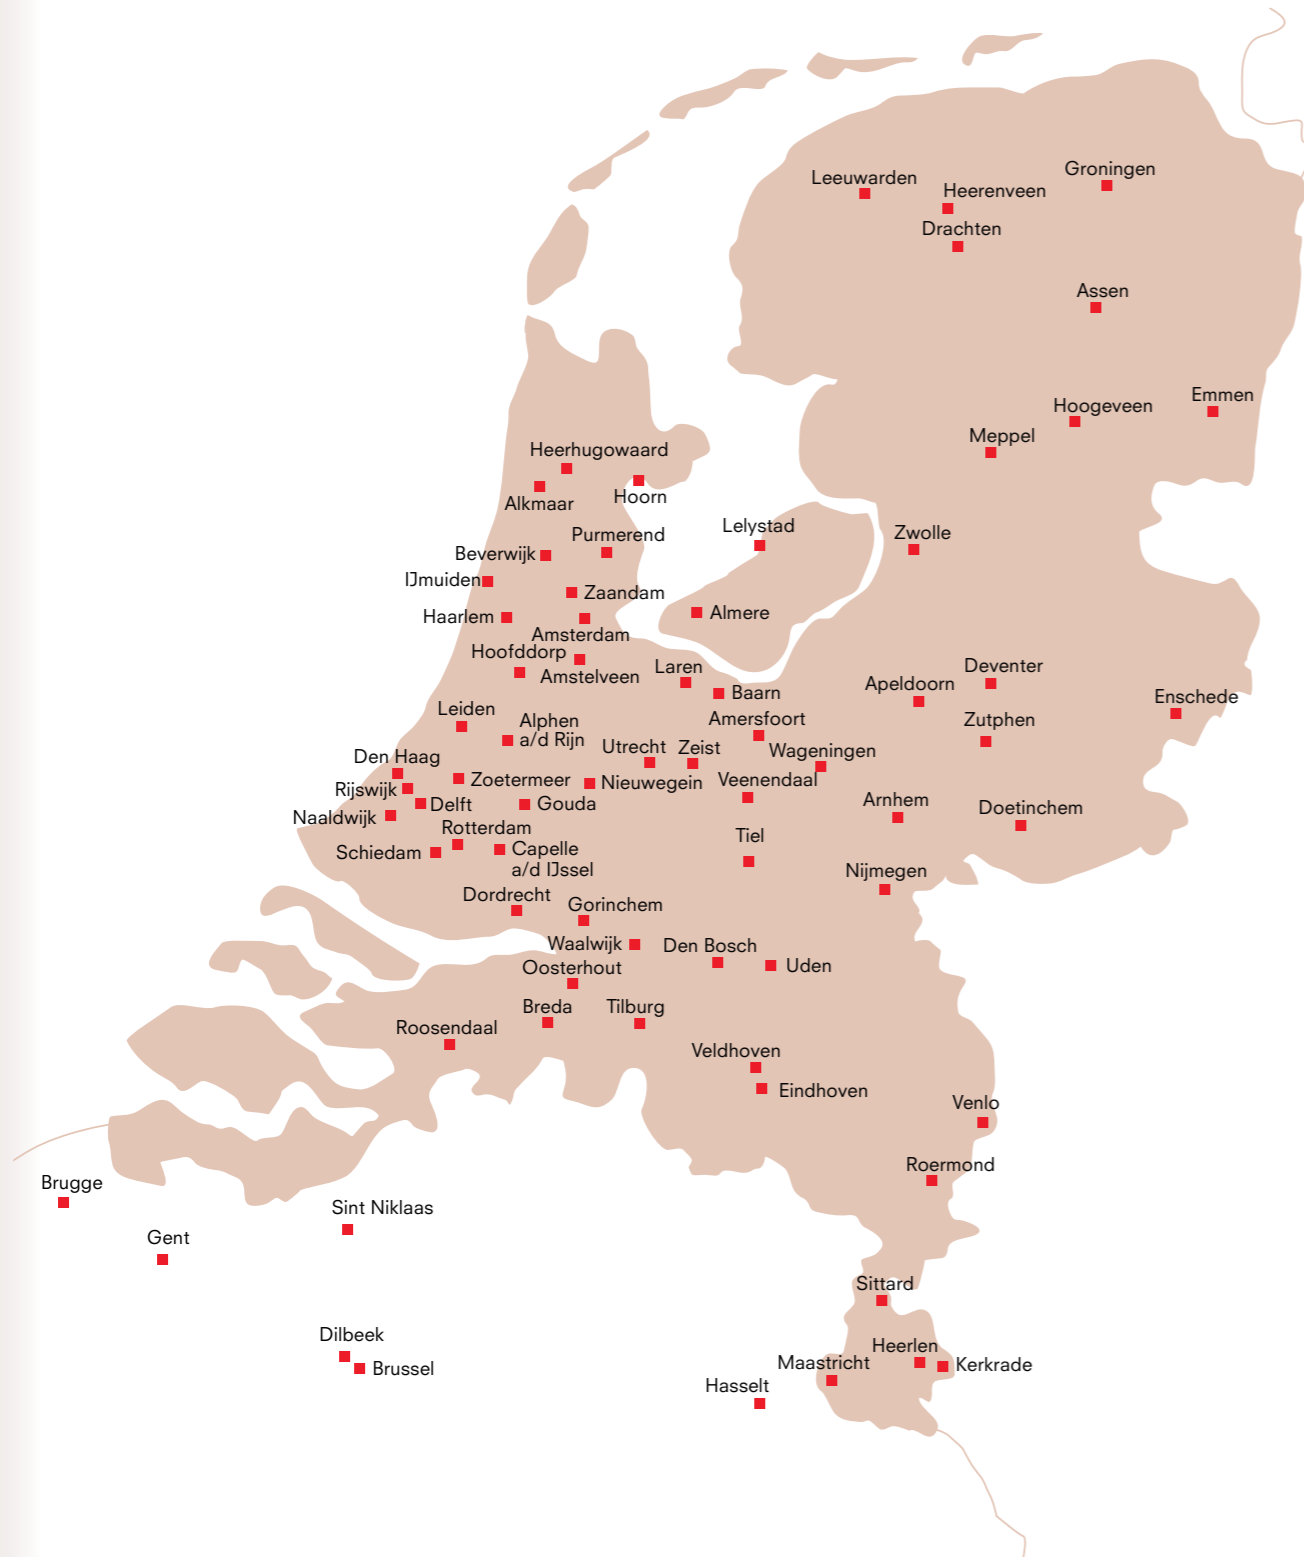 Groningen
Leeuwarden
Heerenveen
Drachten
Assen
Emmen
Hoogeveen
Meppel
Heerhugowaard
Hoorn
Alkmaar
Lelystad
Zwolle
Purmerend
Beverwijk
IJmuiden
Zaandam
Almere
Haarlem
Amsterdam
Hoofddorp
Amstelveen
Laren
Deventer
Apeldoorn
Baarn
Enschede
Leiden
Amersfoort
Zutphen
Alphen
a/d Rijn
Utrecht
Zeist
Wageningen
Den Haag
Zoetermeer
Nieuwegein
Veenendaal
Rijswijk
Delft
Gouda
Arnhem
Doetinchem
Naaldwijk
Rotterdam
Tiel
Schiedam
Capelle
a/d IJssel
Nijmegen
Dordrecht
Gorinchem
Waalwijk
Den Bosch
Oosterhout
Uden
Breda
Tilburg
Roosendaal
Veldhoven
Eindhoven
Venlo
Roermond
Brugge
Sint Niklaas
Gent
Sittard
Dilbeek
Brussel
Heerlen
Maastricht
Kerkrade
Hasselt